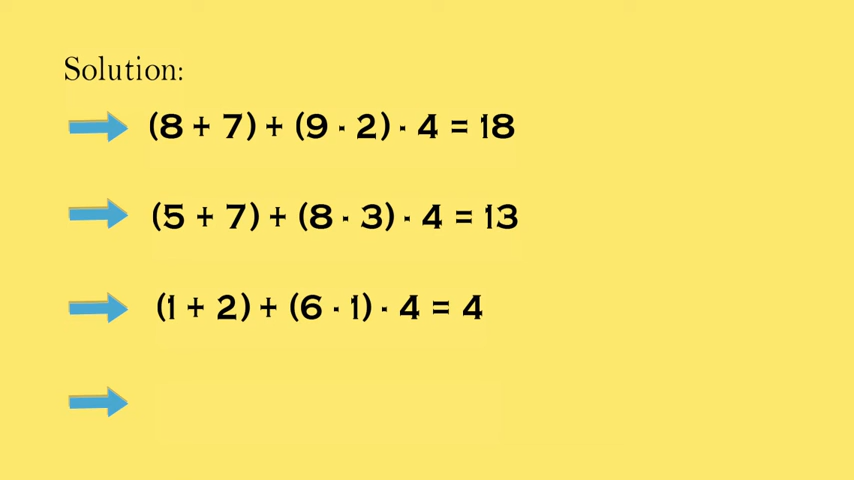 Solution:
(8 + 7) + (9 · 2) · 4 = 18
(5 + 7) + (8 · 3) · 4 = 13
(1 + 2) + (6 · 1) · 4 = 4